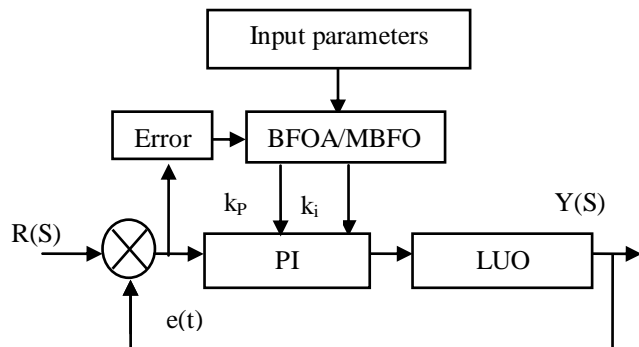 Input parameters
Error
BFOA/MBFO
kP
ki
Y(S)
R(S)
PI
LUO
e(t)